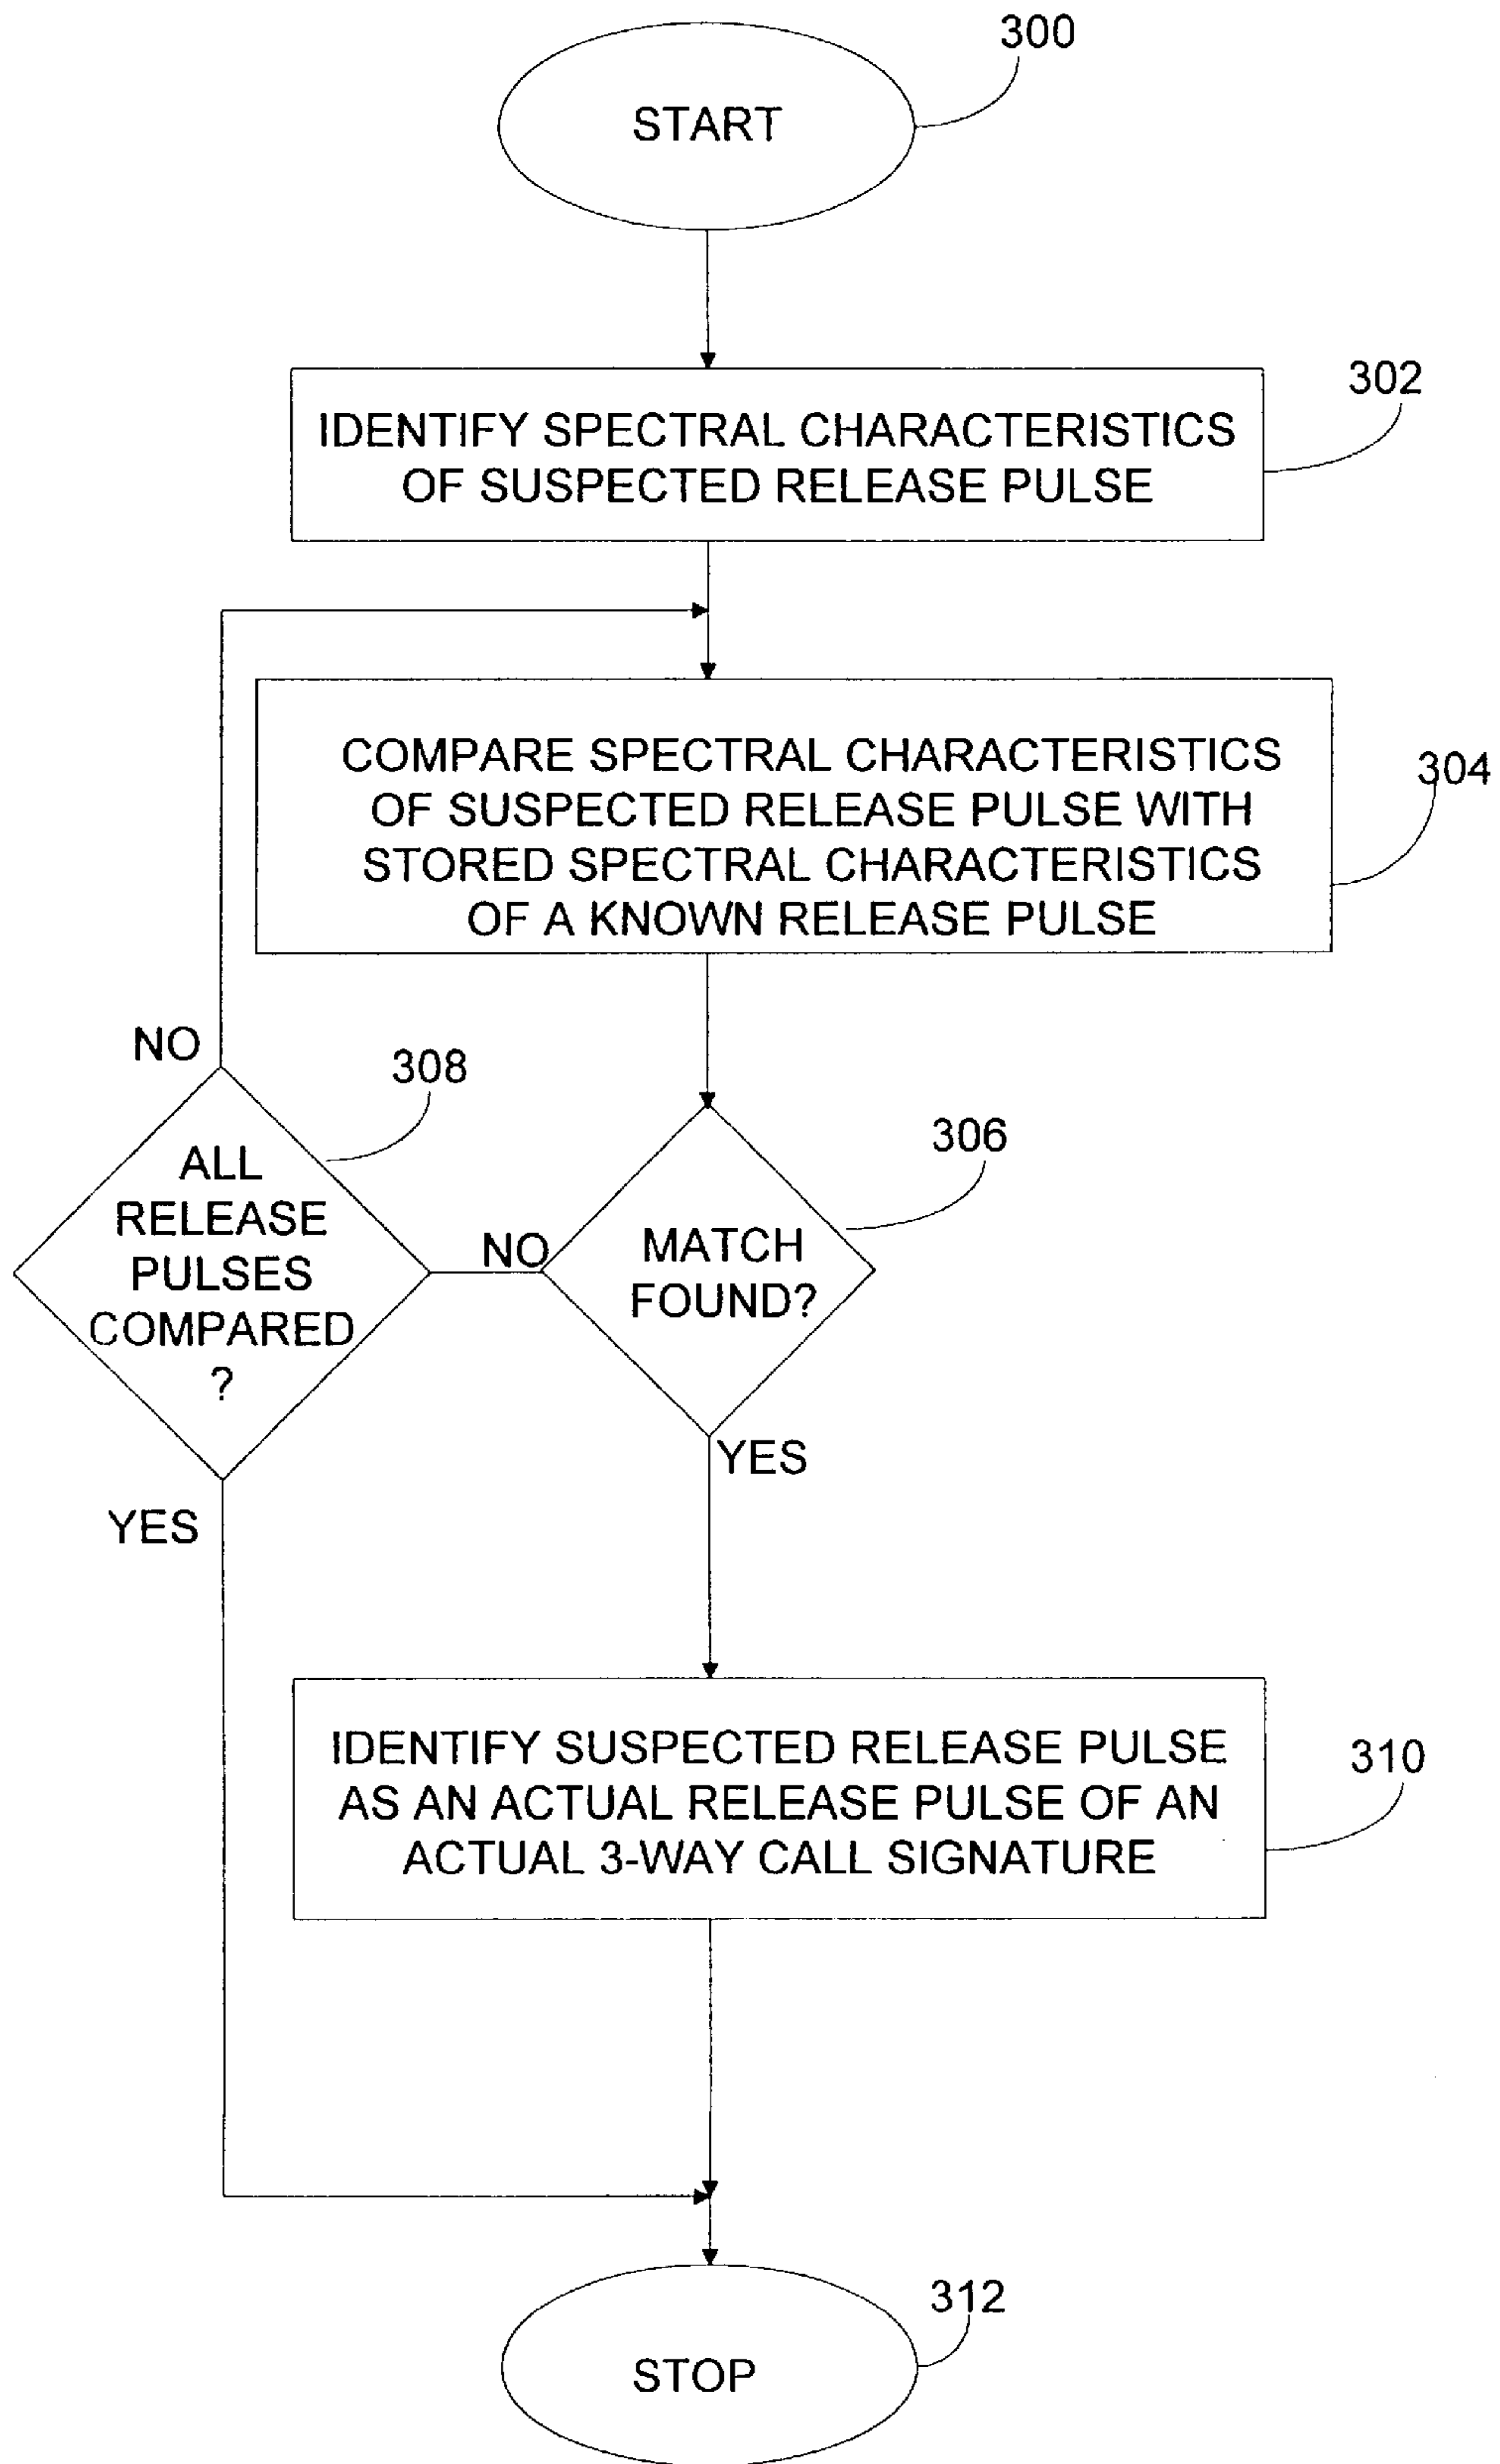 300
START
302
IDENTIFY SPECTRAL CHARACTERISTICS
OF SUSPECTED RELEASE PULSE
304
COMPARE SPECTRAL CHARACTERISTICS
OF SUSPECTED RELEASE PULSE WITH
STORED SPECTRAL CHARACTERISTICS
OF A KNOWN RELEASE PULSE
NO
308
306
ALL
RELEASE
PULSES
COMPARED
?
NO
MATCH
FOUND?
YES
YES
310
IDENTIFY SUSPECTED RELEASE PULSE
AS AN ACTUAL RELEASE PULSE OF AN
ACTUAL 3-WAY CALL SIGNATURE
312
STOP